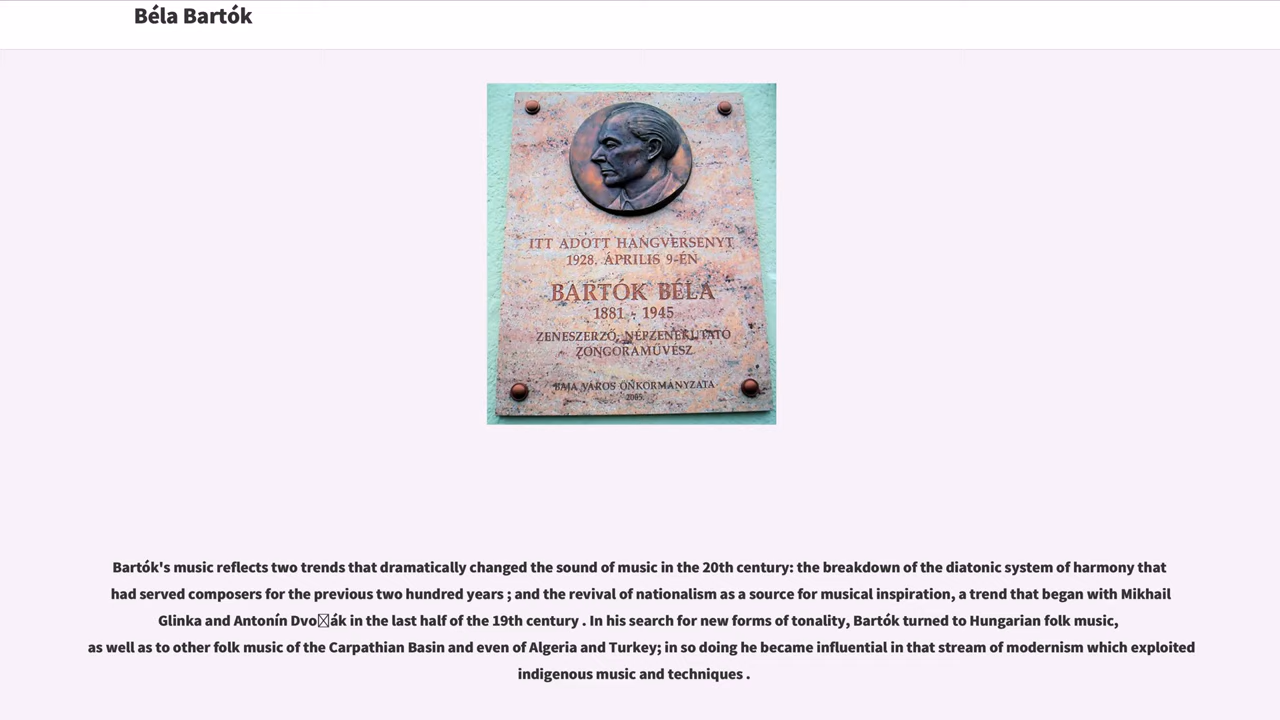 Béla Bartók
ITT ADOTT HANGVERSENYT
1928. ÁPRILIS 9-ÉN
BARTÓK BÉLA
1881 - 1945
ZENESZERZŐ, NÉPZENEKUTATÓ
ZONGORAMŰVÉSZ
BAJA VÁROS ÖNKORMÁNYZATA
2005.
Bartók's music reflects two trends that dramatically changed the sound of music in the 20th century: the breakdown of the diatonic system of harmony that
had served composers for the previous two hundred years ; and the revival of nationalism as a source for musical inspiration, a trend that began with Mikhail
Glinka and Antonín Dvo□ák in the last half of the 19th century . In his search for new forms of tonality, Bartók turned to Hungarian folk music,
as well as to other folk music of the Carpathian Basin and even of Algeria and Turkey; in so doing he became influential in that stream of modernism which exploited
indigenous music and techniques .